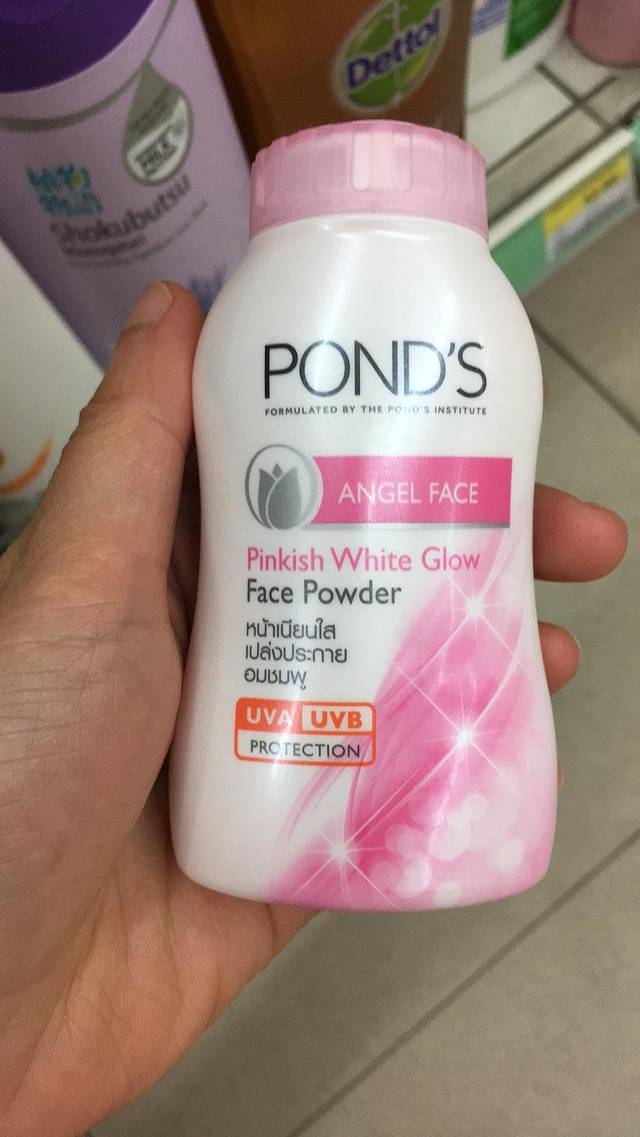 Dettol
Shokubutsu
POND'S
FORMULATED BY THE POND'S INSTITUTE
ANGEL FACE
Pinkish White Glow
Face Powder
หน้าเนียนใส
เปล่งประกาย
อมชมพู
UVA UVB
PROTECTION